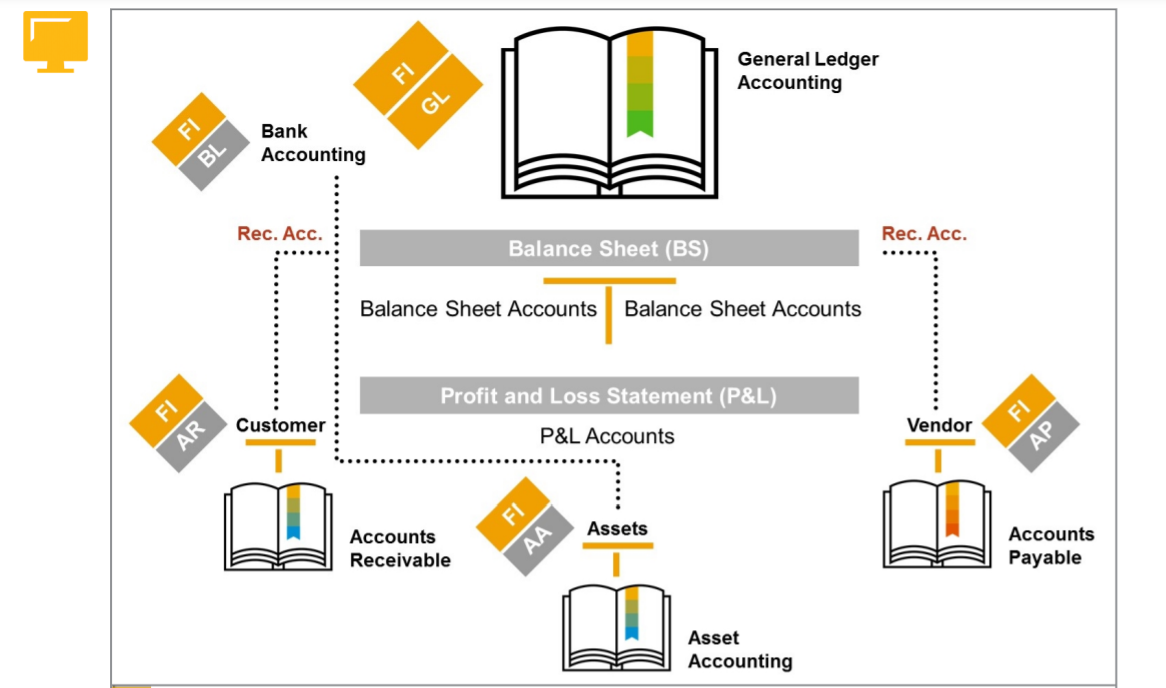 FI
GL
General Ledger
Accounting
FI
BL
Bank
Accounting
Rec. Acc.
Balance Sheet (BS)
Rec. Acc.
Balance Sheet Accounts
Balance Sheet Accounts
Profit and Loss Statement (P&L)
P&L Accounts
FI
AR
Customer
Accounts
Receivable
FI
AA
Assets
Asset
Accounting
Vendor
FI
AP
Accounts
Payable